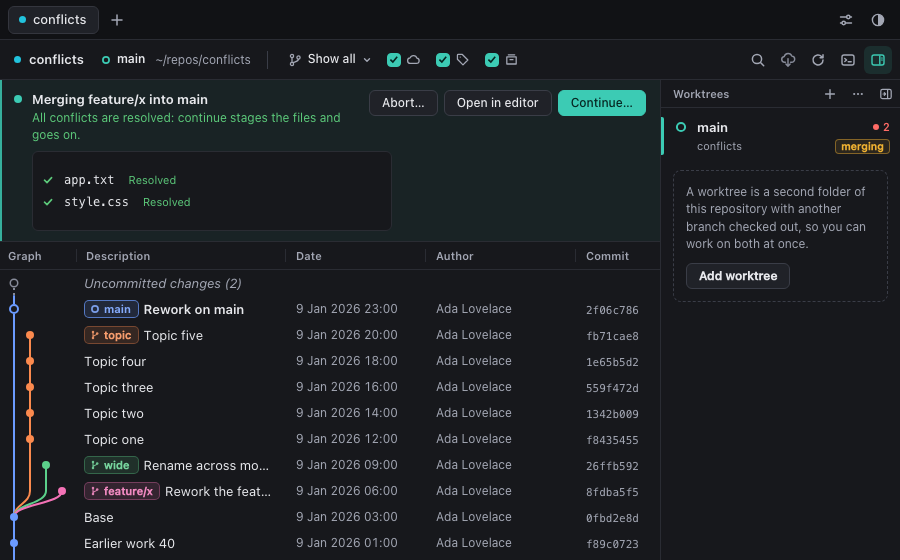 conflicts
conflicts main ~/repos/conflicts Show all
Merging feature/x into main
All conflicts are resolved: continue stages the files and
goes on.
Abort... Open in editor Continue...
app.txt Resolved
style.css Resolved
Graph Description Date Author Commit
Uncommitted changes (2)
main Rework on main 9 Jan 2026 23:00 Ada Lovelace 2f06c786
topic Topic five 9 Jan 2026 20:00 Ada Lovelace fb71cae8
Topic four 9 Jan 2026 18:00 Ada Lovelace 1e65b5d2
Topic three 9 Jan 2026 16:00 Ada Lovelace 559f472d
Topic two 9 Jan 2026 14:00 Ada Lovelace 1342b009
Topic one 9 Jan 2026 12:00 Ada Lovelace f8435455
wide Rename across mo... 9 Jan 2026 09:00 Ada Lovelace 26ffb592
feature/x Rework the feat... 9 Jan 2026 06:00 Ada Lovelace 8fdba5f5
Base 9 Jan 2026 03:00 Ada Lovelace 0fbd2e8d
Earlier work 40 9 Jan 2026 01:00 Ada Lovelace f89c0723
Worktrees
main 2
conflicts merging
A worktree is a second folder of
this repository with another
branch checked out, so you can
work on both at once.
Add worktree